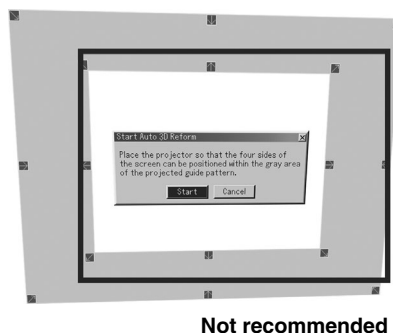 Start Auto 3D Reform
Place the projector so that the four sides of
the screen can be positioned within the gray area
of the projected guide pattern.
Start Cancel
Not recommended